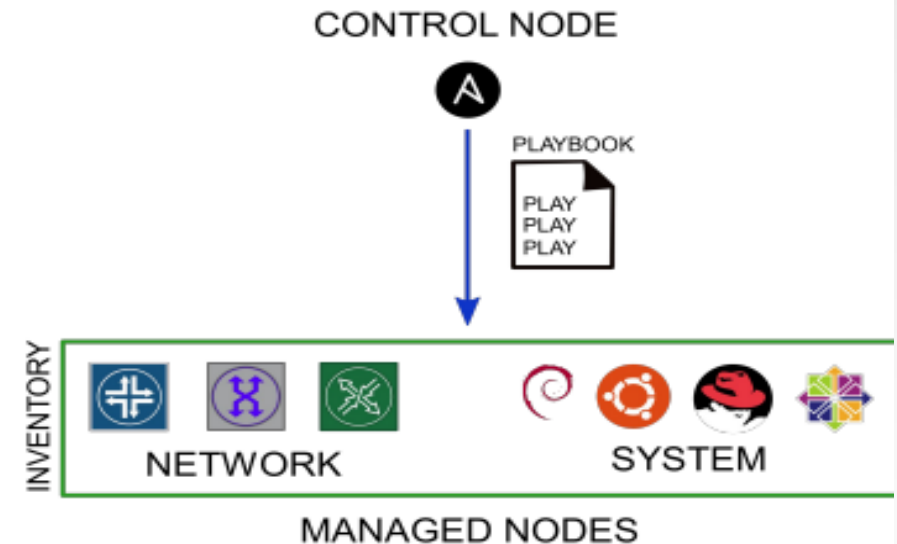 CONTROL NODE
PLAYBOOK
PLAY
PLAY
PLAY
INVENTORY
NETWORK
SYSTEM
MANAGED NODES